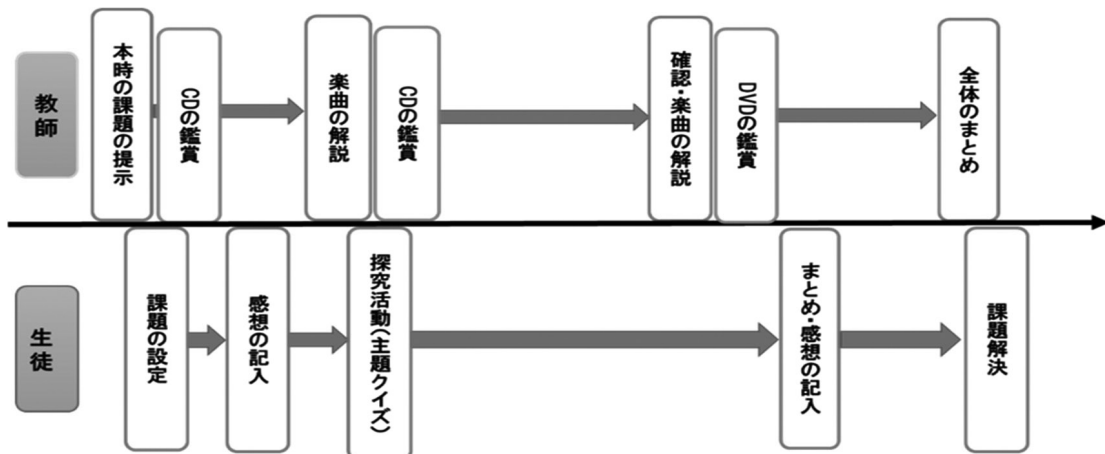 教師
本時の課題の提示
CDの鑑賞
楽曲の解説
CDの鑑賞
確認・楽曲の解説
DVDの鑑賞
全体のまとめ
生徒
課題の設定
感想の記入
探究活動(主題クイズ)
まとめ・感想の記入
課題解決